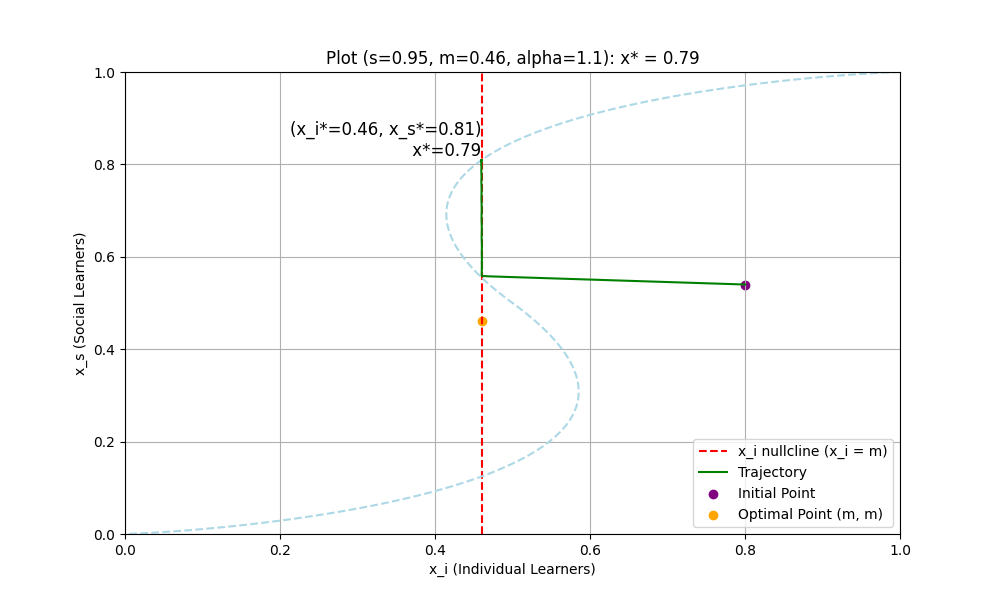 Plot (s=0.95, m=0.46, alpha=1.1): x* = 0.79
1.0
0.8
0.6
0.4
0.2
0.0
x_s (Social Learners)
(x_i*=0.46, x_s*=0.81)
x*=0.79
x_i nullcline (x_i = m)
Trajectory
Initial Point
Optimal Point (m, m)
0.0 0.2 0.4 0.6 0.8 1.0
x_i (Individual Learners)